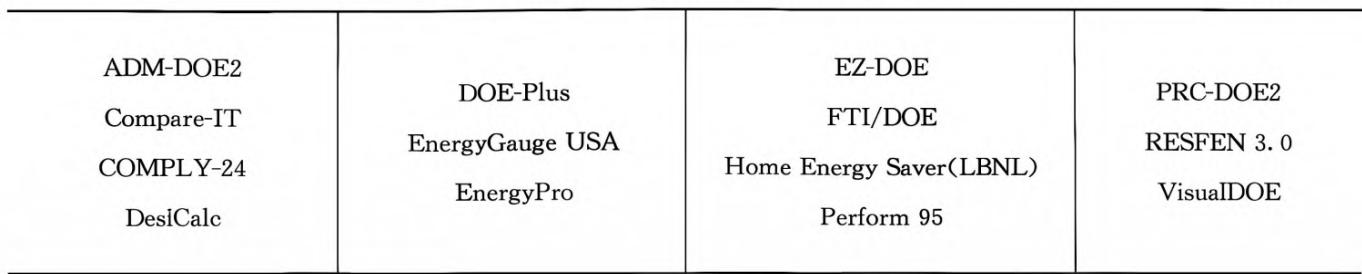 ADM-DOE2
Compare-IT
COMPLY-24
DesiCalc
DOE-Plus
EnergyGauge USA
EnergyPro
EZ-DOE
FTI/DOE
Home Energy Saver(LBNL)
Perform 95
PRC-DOE2
RESFEN 3. 0
VisualDOE